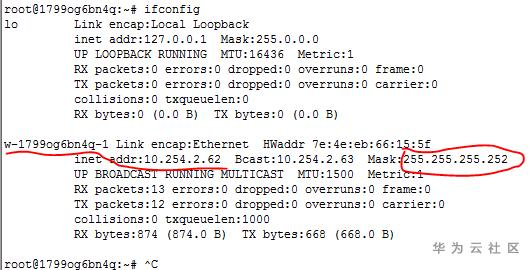 root@1799og6bn4q:~# ifconfig
lo        Link encap:Local Loopback
          inet addr:127.0.0.1  Mask:255.0.0.0
          UP LOOPBACK RUNNING  MTU:16436  Metric:1
          RX packets:0 errors:0 dropped:0 overruns:0 frame:0
          TX packets:0 errors:0 dropped:0 overruns:0 carrier:0
          collisions:0 txqueuelen:0
          RX bytes:0 (0.0 B)  TX bytes:0 (0.0 B)
w-1799og6bn4q-1 Link encap:Ethernet  HWaddr 7e:4e:eb:66:15:5f
          inet addr:10.254.2.62  Bcast:10.254.2.63  Mask:255.255.255.252
          UP BROADCAST RUNNING MULTICAST  MTU:1500  Metric:1
          RX packets:13 errors:0 dropped:0 overruns:0 frame:0
          TX packets:12 errors:0 dropped:0 overruns:0 carrier:0
          collisions:0 txqueuelen:1000
          RX bytes:874 (874.0 B)  TX bytes:668 (668.0 B)
华为云社区
root@1799og6bn4q:~# ^C